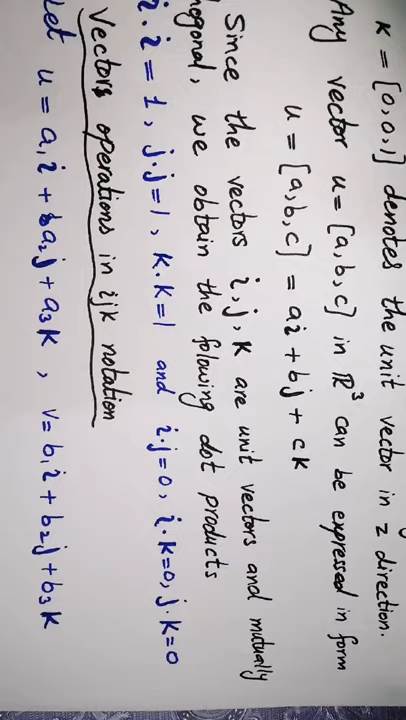 K = [0,0,1] denotes the unit vector in z direction.
Any vector u = [a,b,c] in ℝ³ can be expressed in form
u = [a,b,c] = ai + bj + cK
Since the vectors i, j, K are unit vectors and mutually
hogonal, we obtain the following dot products
i.i = 1, j.j = 1, K.K = 1 and i.j = 0, i.K = 0, j.K = 0
Vectors operations in ijk notation
Let u = a₁i + a₂j + a₃K, v = b₁i + b₂j + b₃K